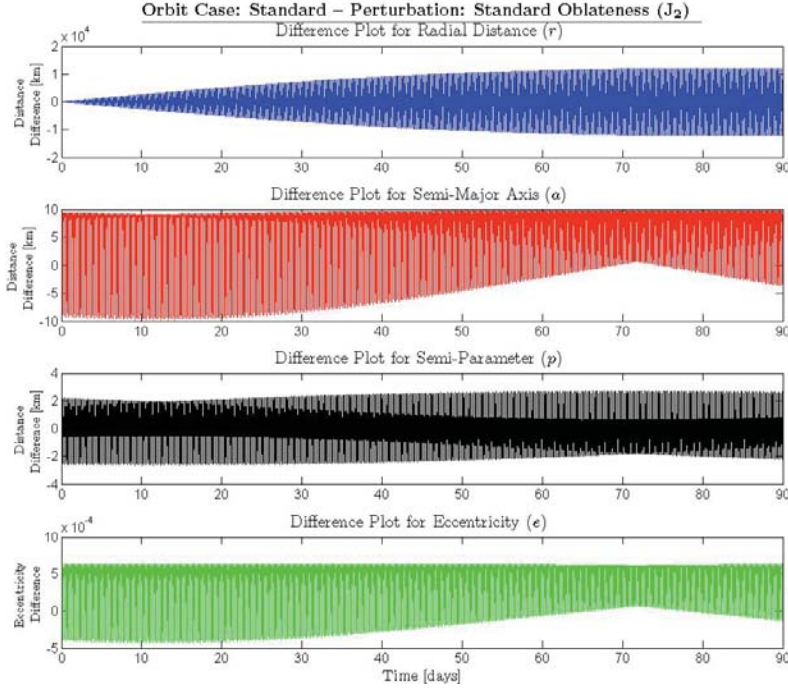 Orbit Case: Standard – Perturbation: Standard Oblateness (J₂)
× 10⁴
Difference Plot for Radial Distance (r)
Distance
Difference [km]
2
1
0
-1
-2
0 10 20 30 40 50 60 70 80 90
Difference Plot for Semi-Major Axis (a)
Distance
Difference [km]
10
5
0
-5
-10
0 10 20 30 40 50 60 70 80 90
Difference Plot for Semi-Parameter (p)
Distance
Difference [km]
4
2
0
-2
-4
0 10 20 30 40 50 60 70 80 90
× 10⁻⁴
Difference Plot for Eccentricity (e)
Eccentricity
Difference
10
5
0
-5
0 10 20 30 40 50 60 70 80 90
Time [days]